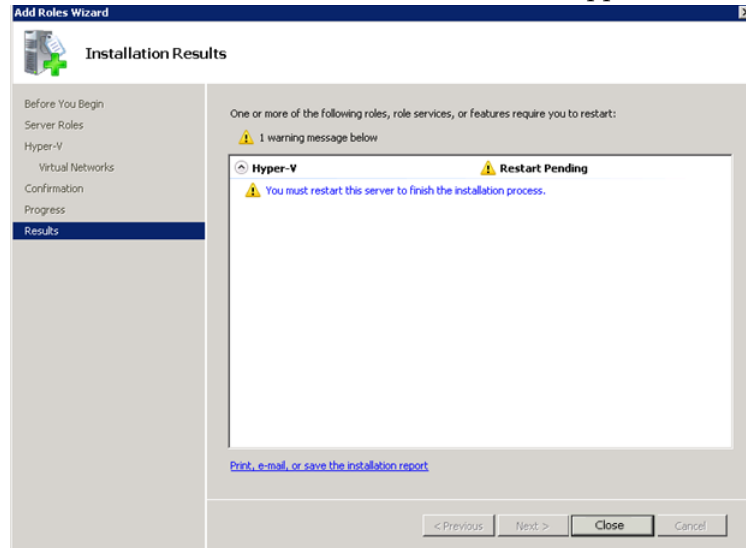 Add Roles Wizard
Installation Results
Before You Begin
Server Roles
Hyper-V
Virtual Networks
Confirmation
Progress
Results
One or more of the following roles, role services, or features require you to restart:
1 warning message below
Hyper-V Restart Pending
You must restart this server to finish the installation process.
Print, e-mail, or save the installation report
< Previous Next > Close Cancel